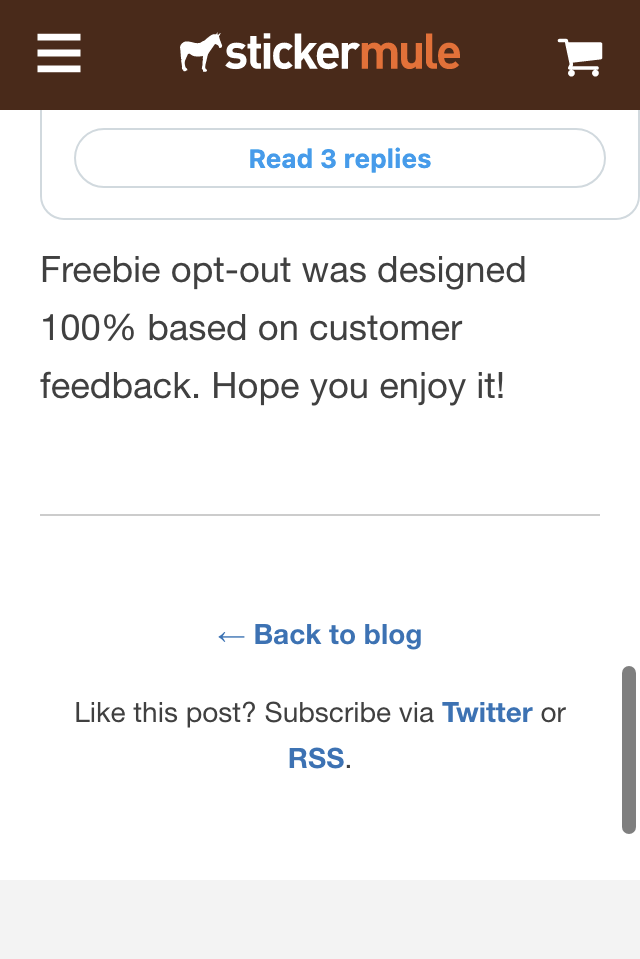 stickermule
Read 3 replies
Freebie opt-out was designed
100% based on customer
feedback. Hope you enjoy it!
← Back to blog
Like this post? Subscribe via Twitter or
RSS.